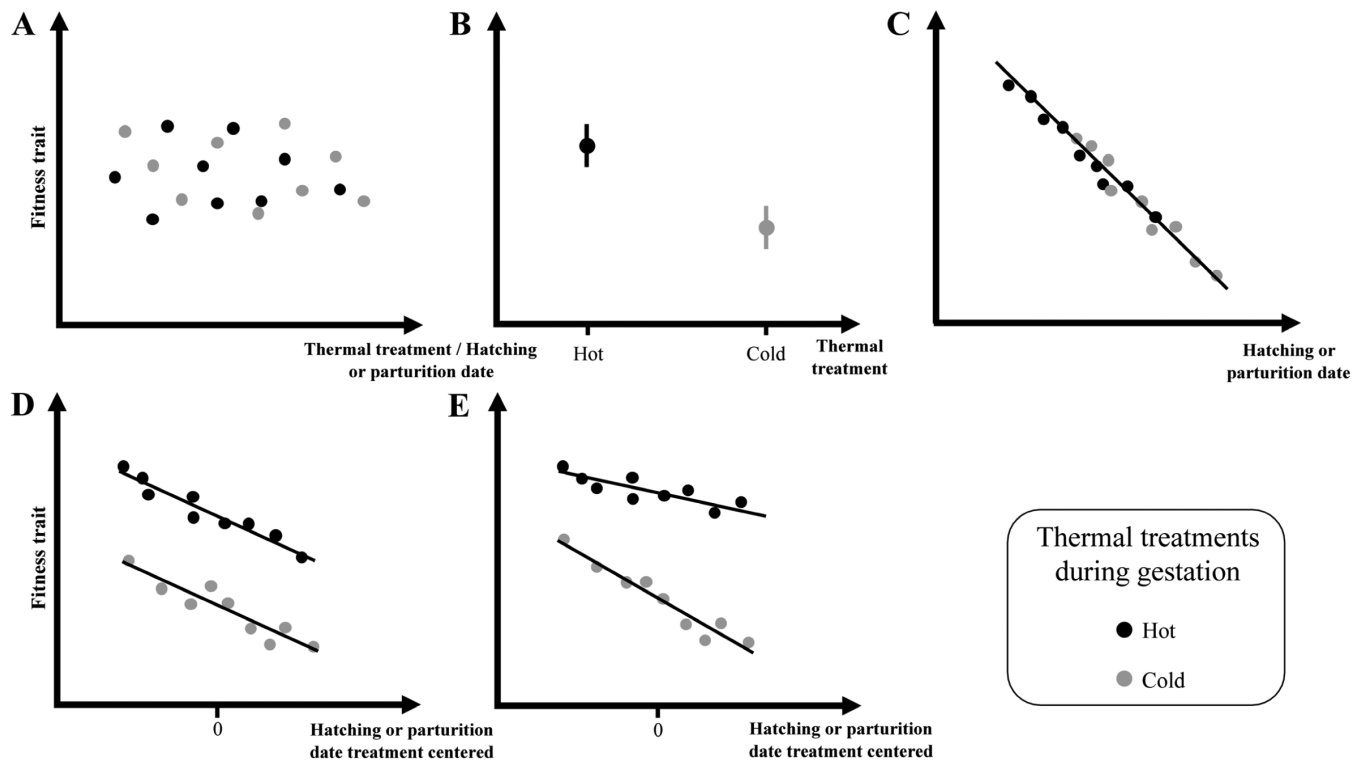 A
Fitness trait
Thermal treatment / Hatching
or parturition date
B
Hot
Cold
Thermal
treatment
C
Hatching or
parturition date
D
Fitness trait
0
Hatching or parturition
date treatment centered
E
0
Hatching or parturition
date treatment centered
Thermal treatments
during gestation
Hot
Cold